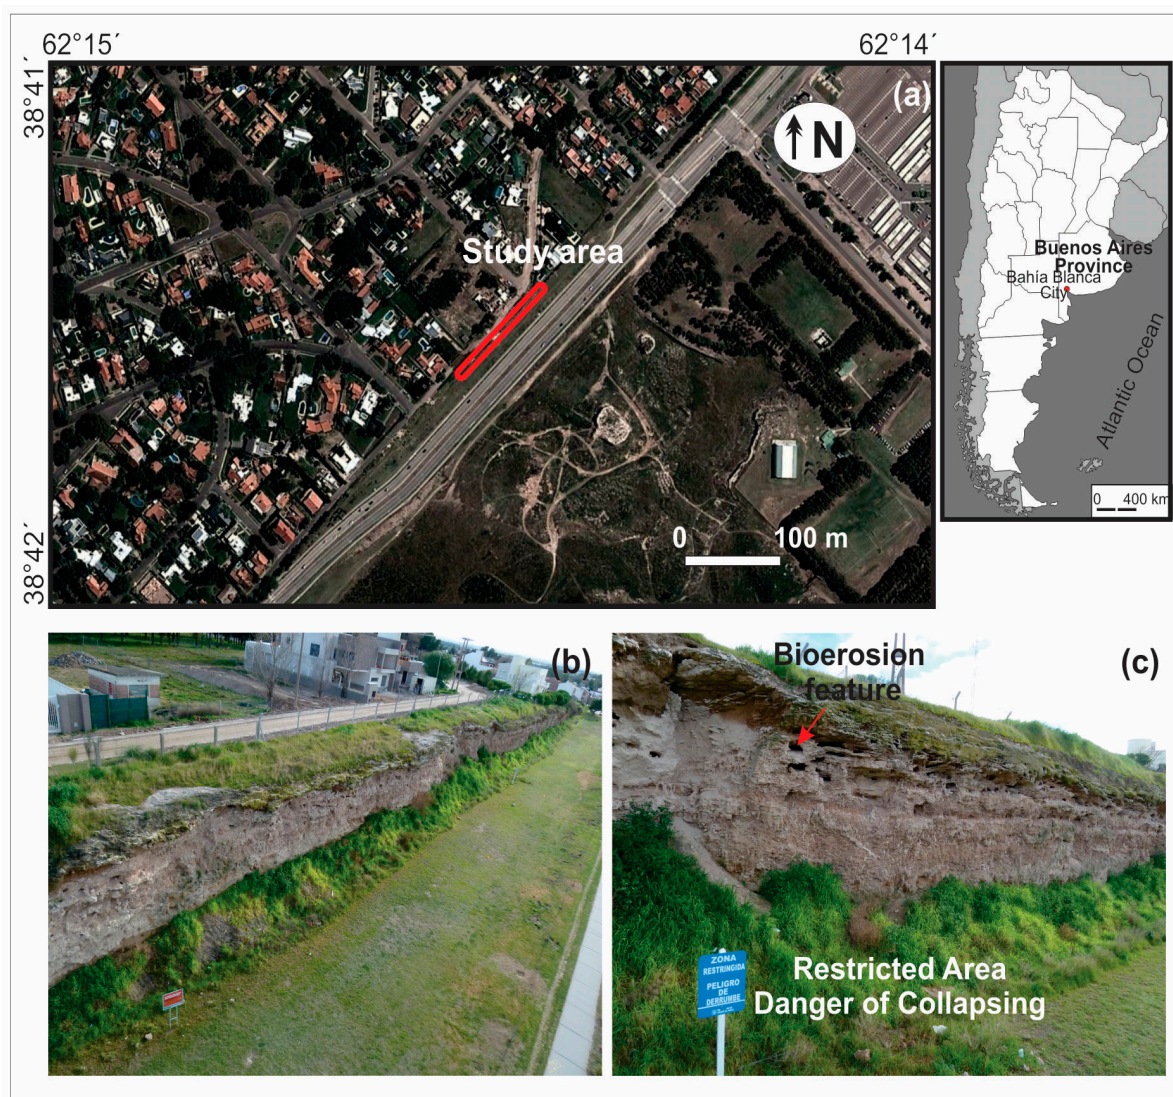 62°15´
62°14´
38°41´
38°42´
(a)
N
Study area
0 100 m
Buenos Aires
Province
Bahía Blanca
City
Atlantic Ocean
0 400 km
(b)
(c)
Bioerosion
feature
ZONA
RESTRINGIDA
PELIGRO
DE
DERRUMBE
Restricted Area
Danger of Collapsing